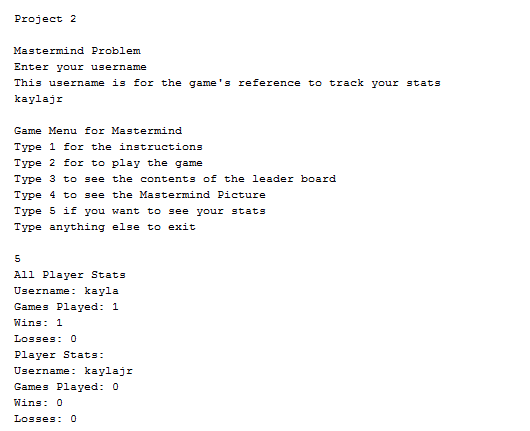 Project 2
Mastermind Problem
Enter your username
This username is for the game's reference to track your stats
kaylajr
Game Menu for Mastermind
Type 1 for the instructions
Type 2 for to play the game
Type 3 to see the contents of the leader board
Type 4 to see the Mastermind Picture
Type 5 if you want to see your stats
Type anything else to exit
5
All Player Stats
Username: kayla
Games Played: 1
Wins: 1
Losses: 0
Player Stats:
Username: kaylajr
Games Played: 0
Wins: 0
Losses: 0